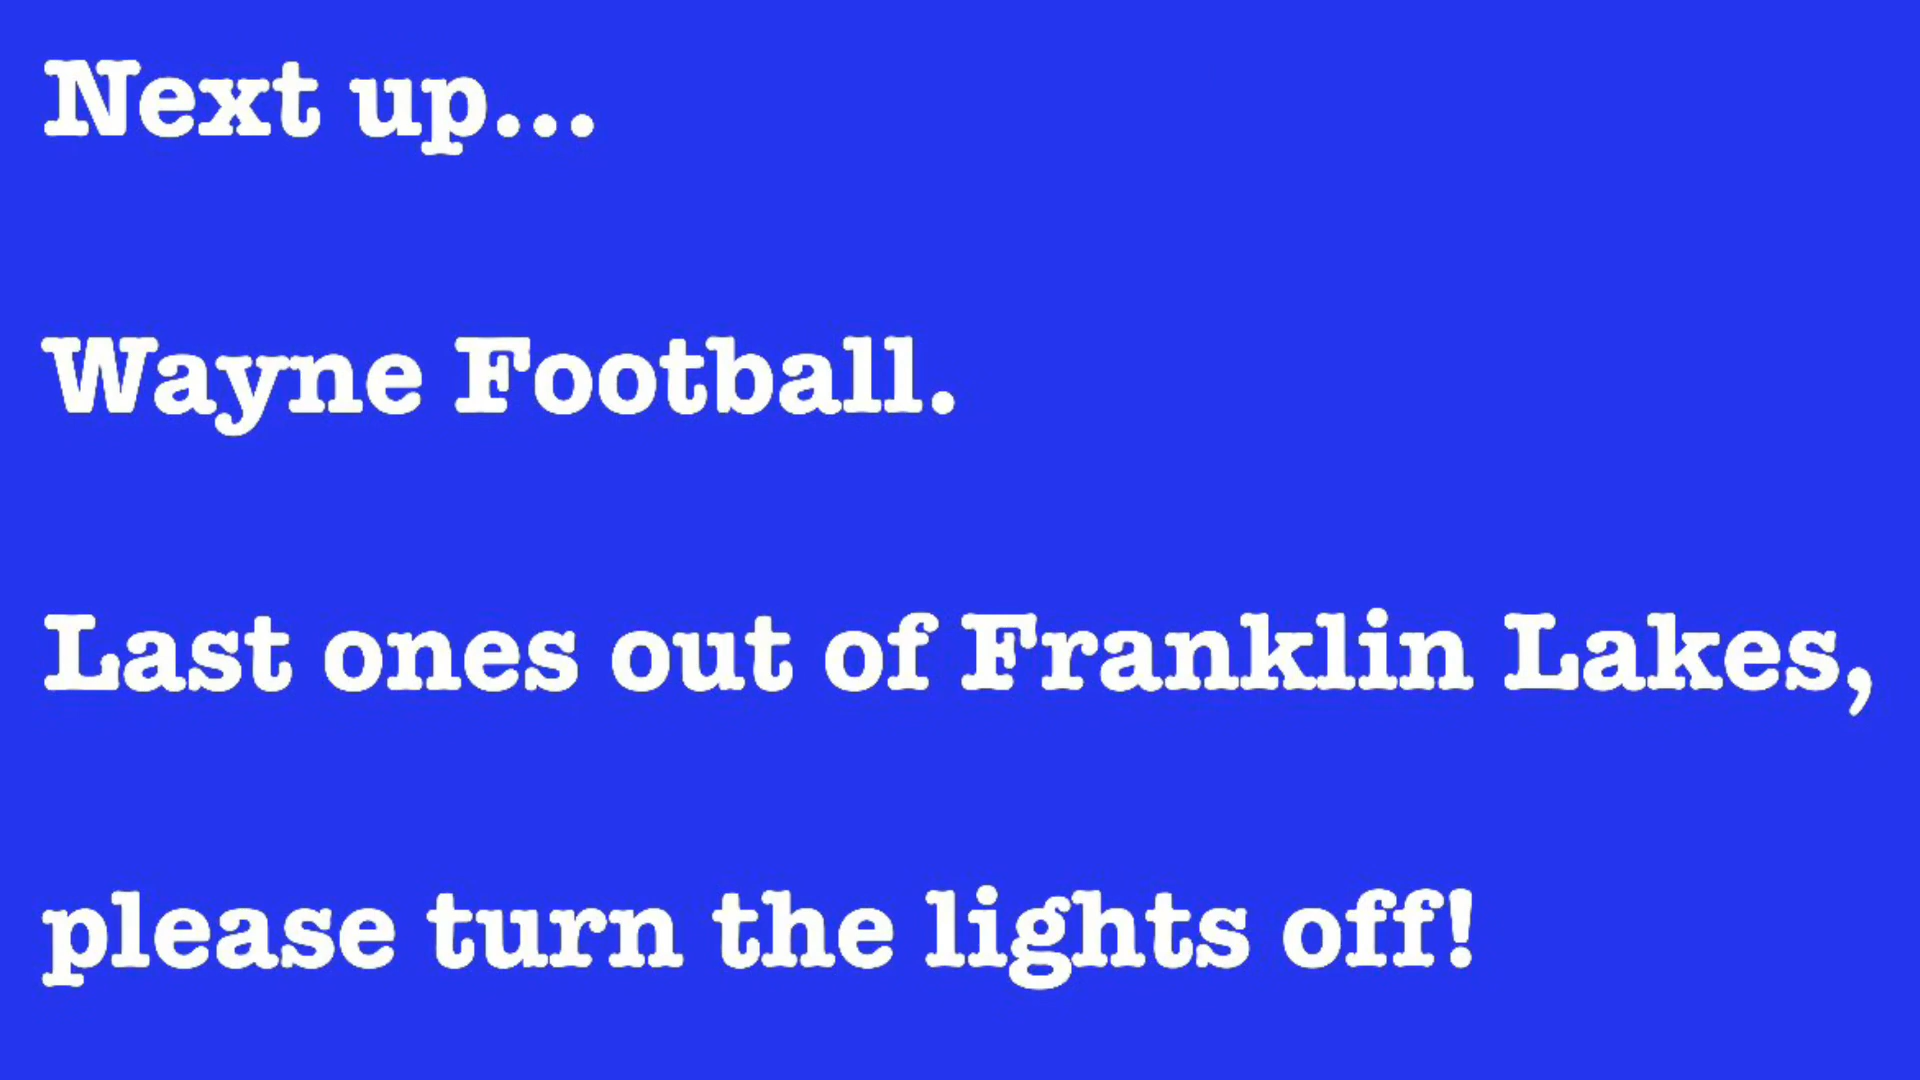 Next up...
Wayne Football.
Last ones out of Franklin Lakes,
please turn the lights off!